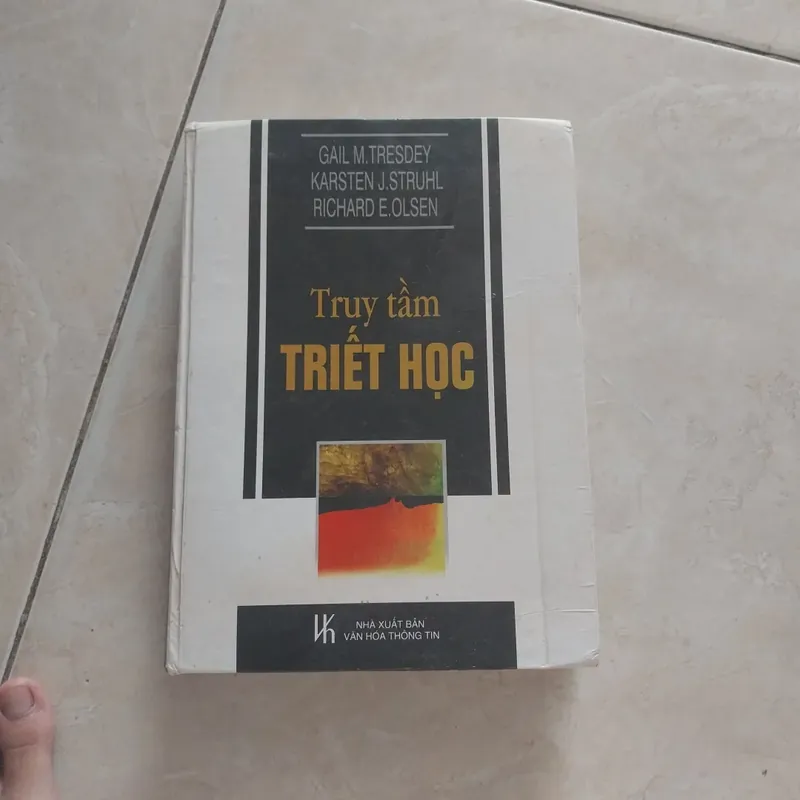 GAIL M.TRESDEY
KARSTEN J.STRUHL
RICHARD E.OLSEN
Truy tầm
TRIẾT HỌC
NHÀ XUẤT BẢN
VĂN HÓA THÔNG TIN